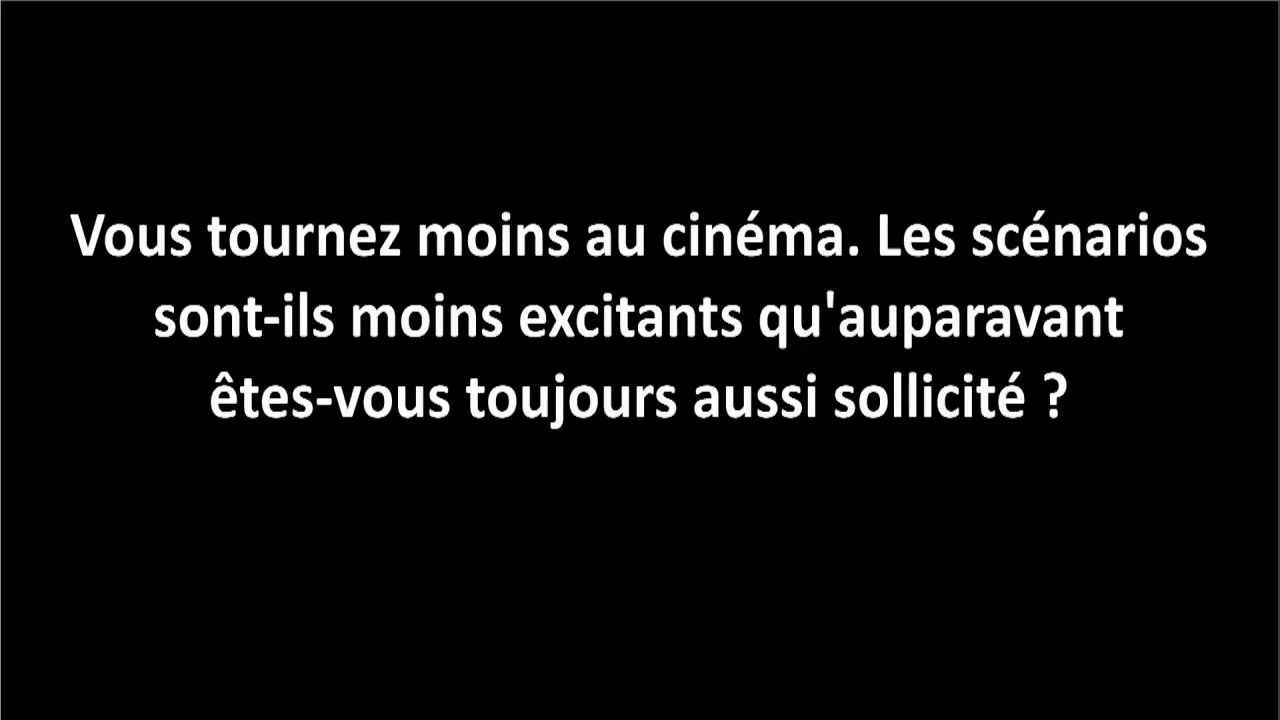 Vous tournez moins au cinéma. Les scénarios
sont-ils moins excitants qu'auparavant
êtes-vous toujours aussi sollicité ?